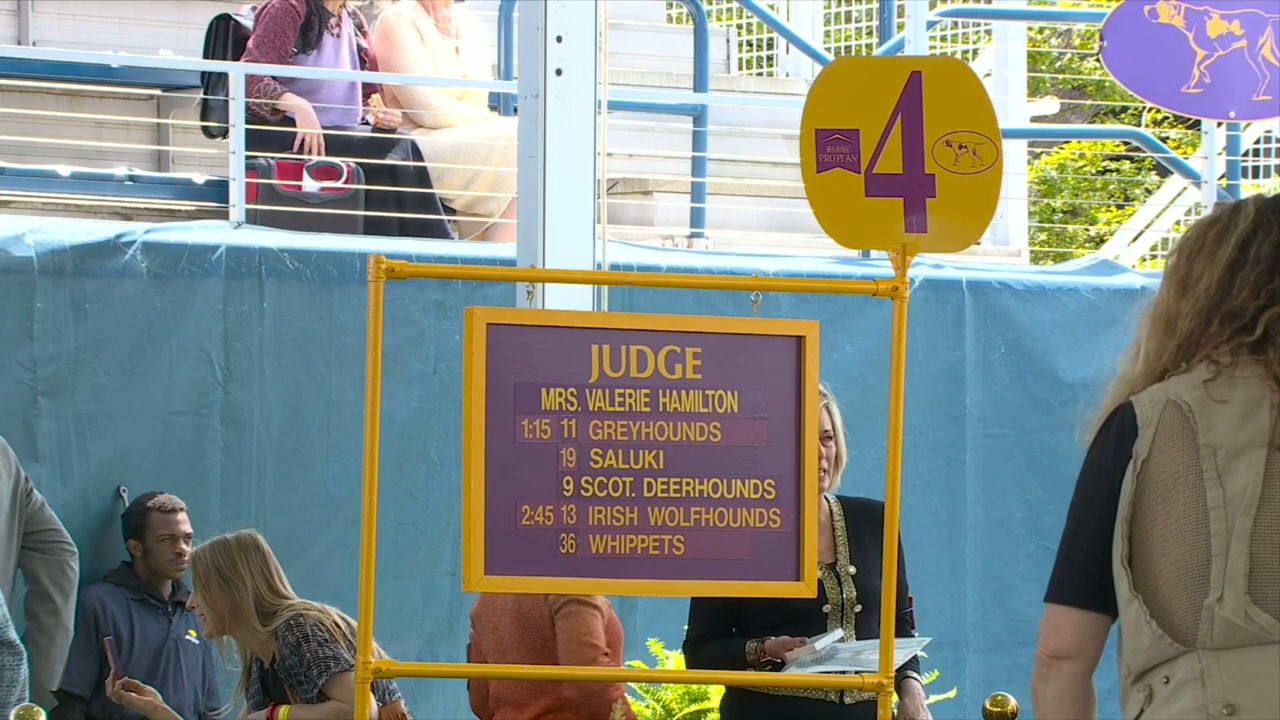 4
PRO PLAN
JUDGE
MRS. VALERIE HAMILTON
1:15 11 GREYHOUNDS
19 SALUKI
9 SCOT. DEERHOUNDS
2:45 13 IRISH WOLFHOUNDS
36 WHIPPETS